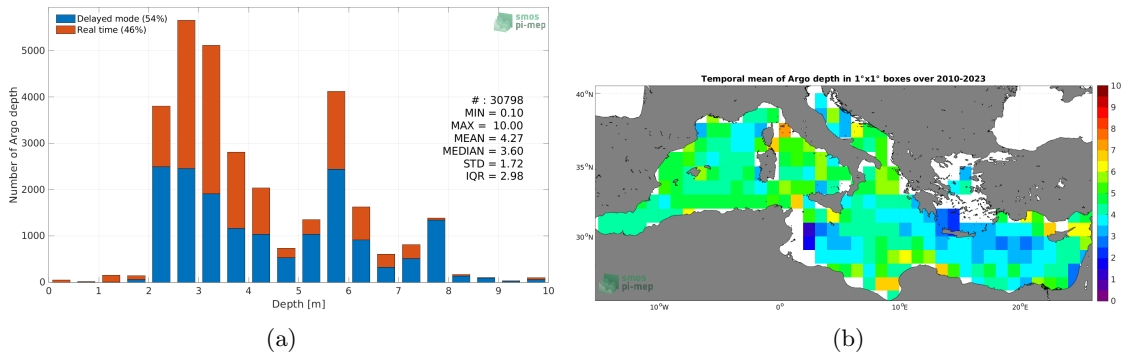 Delayed mode (54%)
Real time (46%)
smos
pi-mep
Number of Argo depth
5000
4000
3000
2000
1000
0
# : 30798
MIN = 0.10
MAX = 10.00
MEAN = 4.27
MEDIAN = 3.60
STD = 1.72
IQR = 2.98
0 1 2 3 4 5 6 7 8 9 10
Depth [m]
(a)
Temporal mean of Argo depth in 1°x1° boxes over 2010-2023
40°N
35°N
30°N
10°W 0°E 10°E 20°E
smos
pi-mep
10
9
8
7
6
5
4
3
2
1
0
(b)